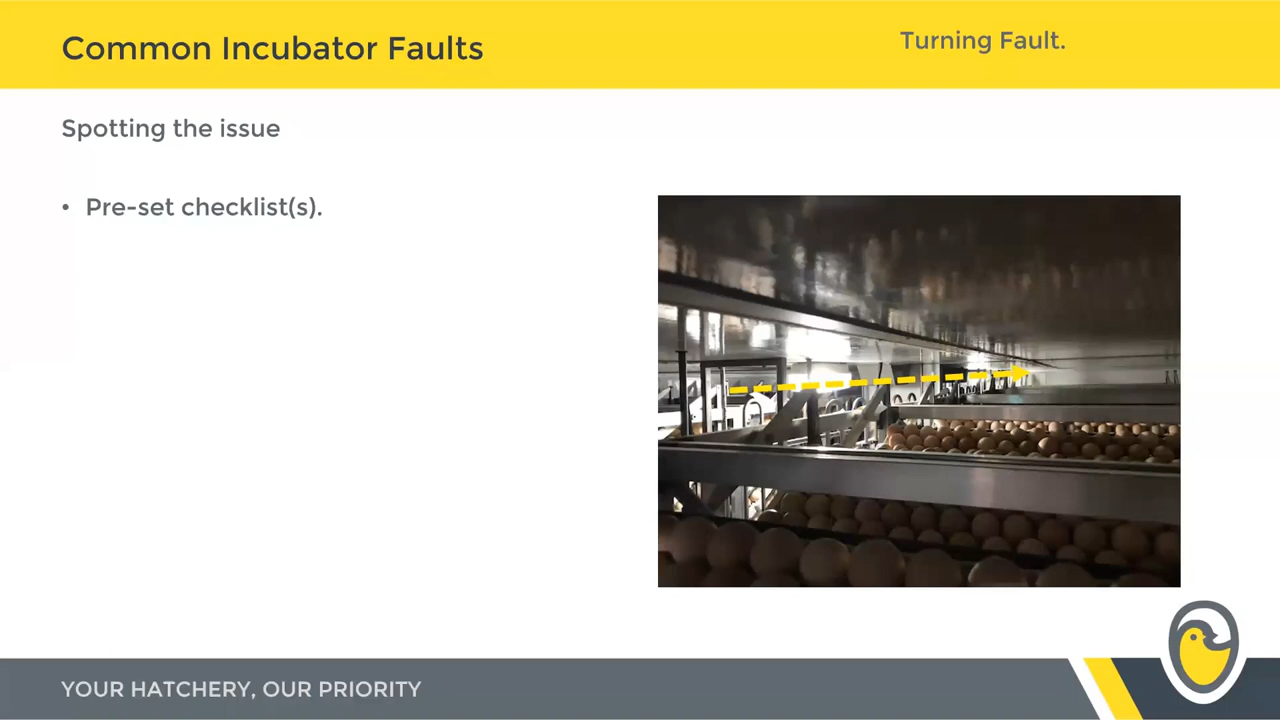 Common Incubator Faults
Turning Fault.
Spotting the issue
• Pre-set checklist(s).
YOUR HATCHERY, OUR PRIORITY